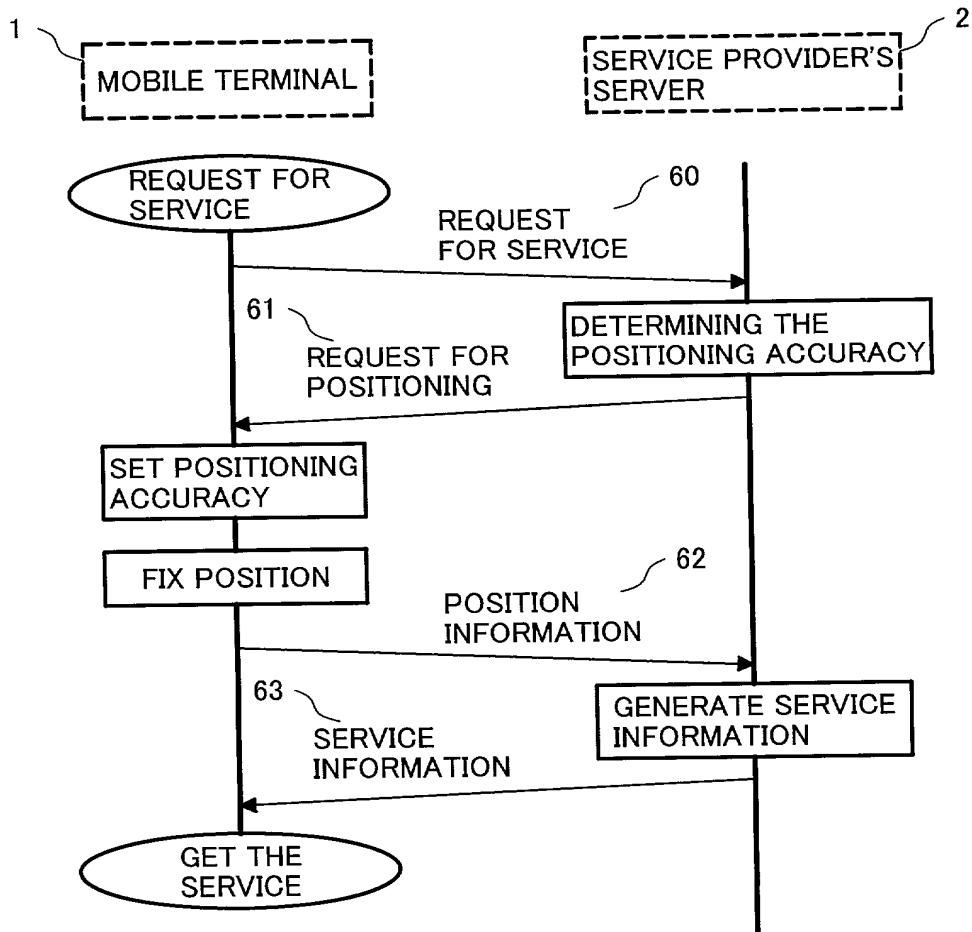 1
MOBILE TERMINAL
2
SERVICE PROVIDER'S
SERVER
REQUEST FOR
SERVICE
60
REQUEST
FOR SERVICE
61
REQUEST FOR
POSITIONING
DETERMINING THE
POSITIONING ACCURACY
SET POSITIONING
ACCURACY
FIX POSITION
62
POSITION
INFORMATION
63
SERVICE
INFORMATION
GENERATE SERVICE
INFORMATION
GET THE
SERVICE